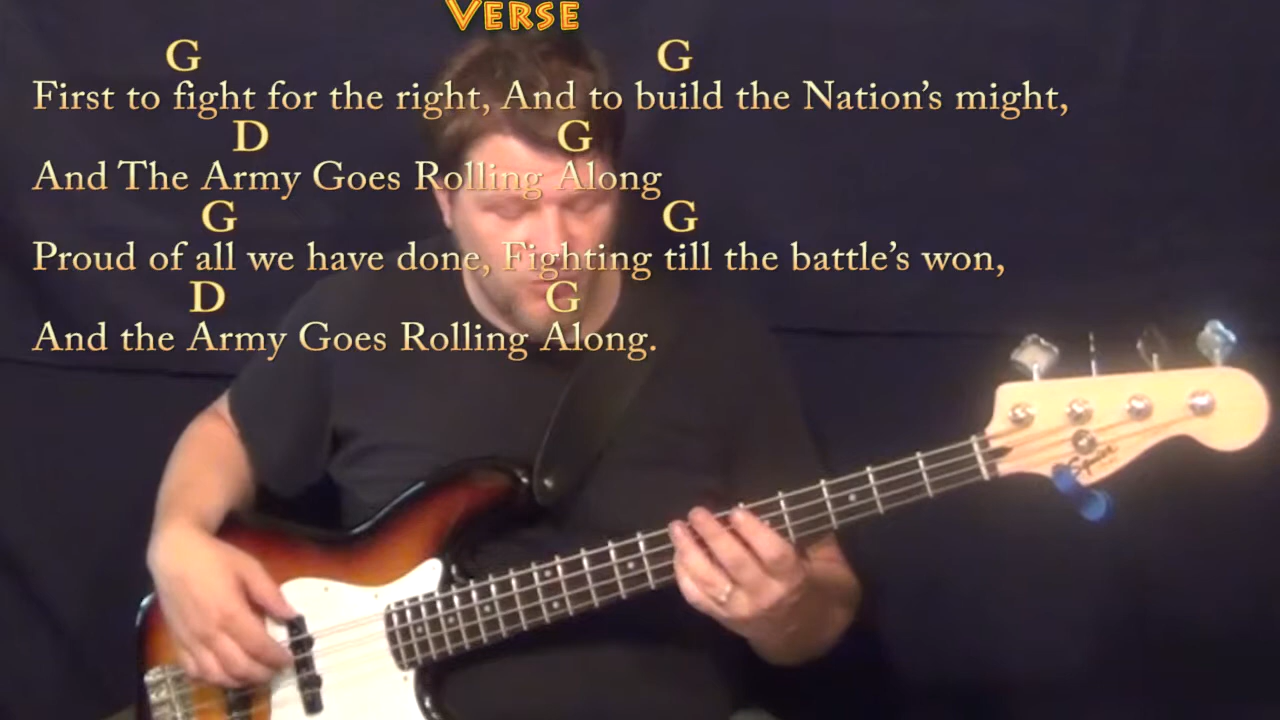 VERSE
G G
First to fight for the right, And to build the Nation's might,
D G
And The Army Goes Rolling Along
G G
Proud of all we have done, Fighting till the battle's won,
D G
And the Army Goes Rolling Along.
Squier